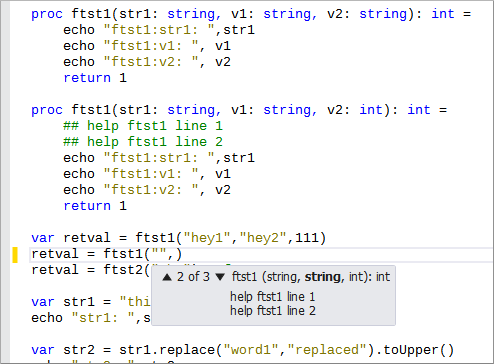 proc ftst1(str1: string, v1: string, v2: string): int =
    echo "ftst1:str1: ",str1
    echo "ftst1:v1: ", v1
    echo "ftst1:v2: ", v2
    return 1

proc ftst1(str1: string, v1: string, v2: int): int =
    ## help ftst1 line 1
    ## help ftst1 line 2
    echo "ftst1:str1: ",str1
    echo "ftst1:v1: ", v1
    echo "ftst1:v2: ", v2
    return 1

var retval = ftst1("hey1","hey2",111)
retval = ftst1("",)
retval = ftst2(
▲ 2 of 3 ▼ ftst1 (string, string, int): int
help ftst1 line 1
help ftst1 line 2
var str1 = "thi
echo "str1: ",s
var str2 = str1.replace("word1","replaced").toUpper()